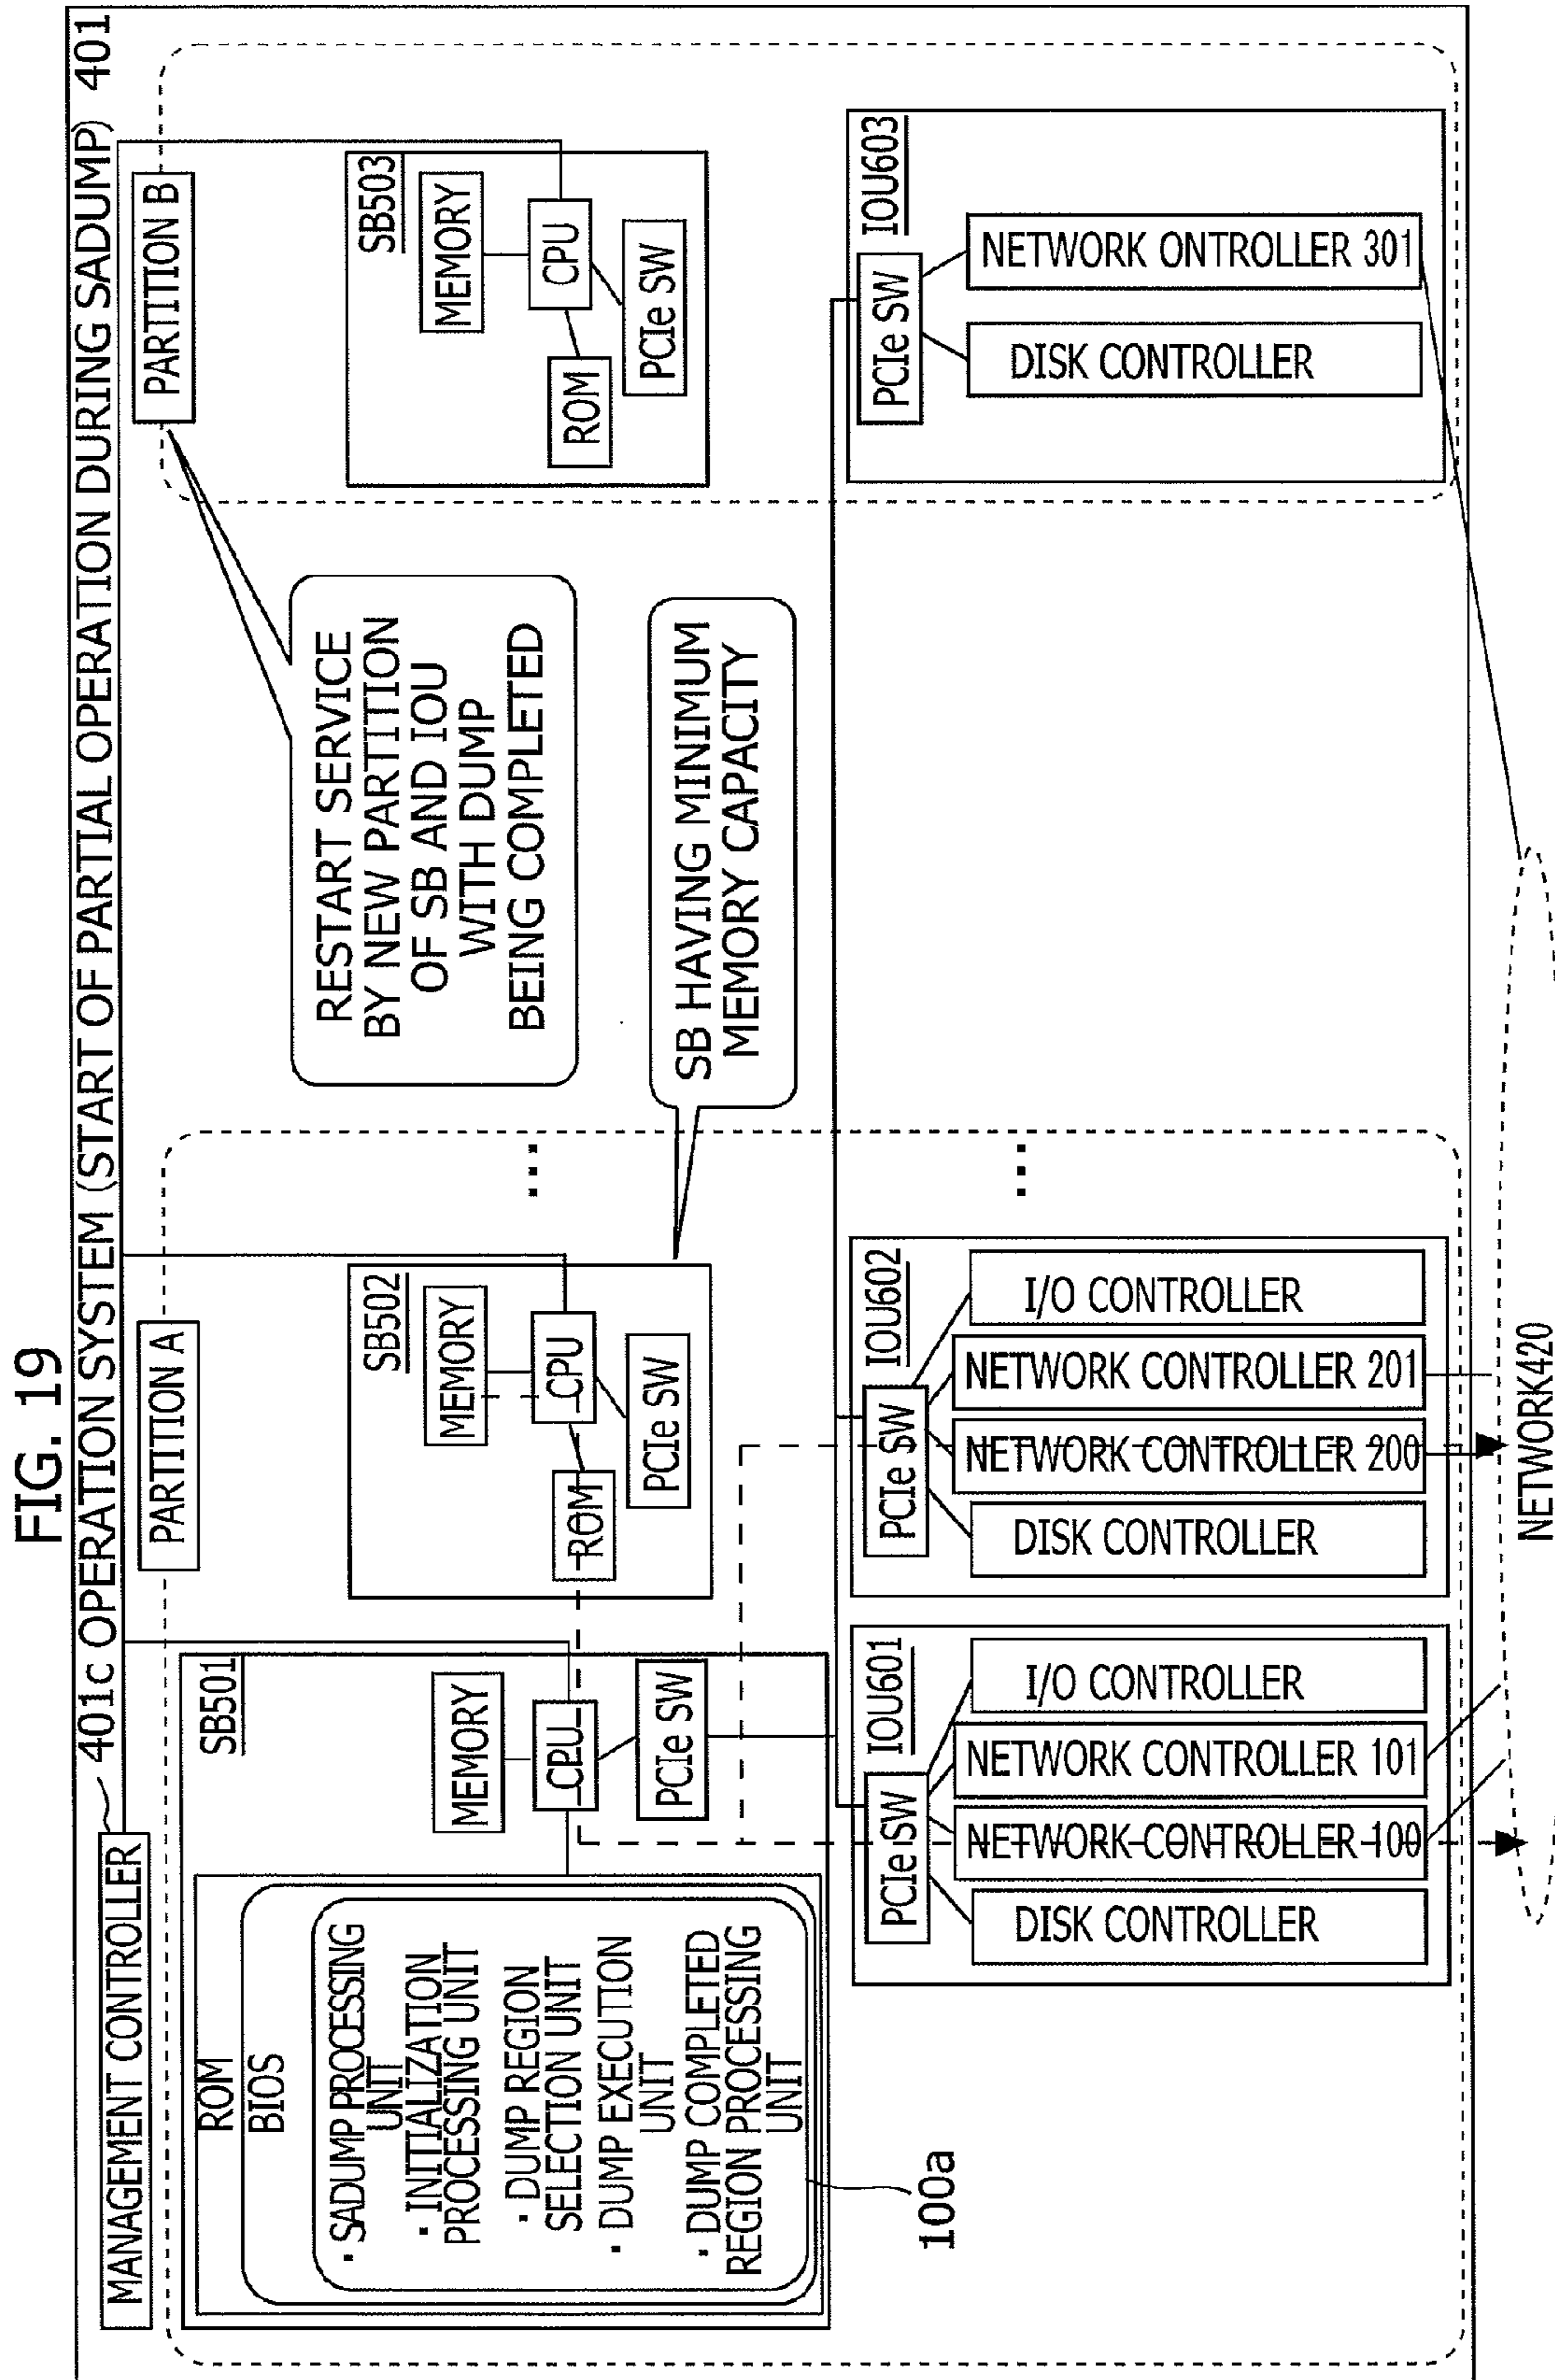 FIG. 19
401c OPERATION SYSTEM (START OF PARTIAL OPERATION DURING SADUMP) 401
MANAGEMENT CONTROLLER
PARTITION A
PARTITION B
SB501
ROM
BIOS
· SADUMP PROCESSING
UNIT
· INITIALIZATION
PROCESSING UNIT
· DUMP REGION
SELECTION UNIT
· DUMP EXECUTION
UNIT
· DUMP COMPLETED
REGION PROCESSING
UNIT
100a
MEMORY
CPU
PCIe SW
SB502
MEMORY
CPU
ROM
PCIe SW
...
RESTART SERVICE
BY NEW PARTITION
OF SB AND IOU
WITH DUMP
BEING COMPLETED
SB HAVING MINIMUM
MEMORY CAPACITY
SB503
MEMORY
CPU
ROM
PCIe SW
IOU601
PCIe SW
I/O CONTROLLER
NETWORK CONTROLLER 101
NETWORK CONTROLLER 100
DISK CONTROLLER
IOU602
PCIe SW
I/O CONTROLLER
NETWORK CONTROLLER 201
NETWORK CONTROLLER 200
DISK CONTROLLER
...
IOU603
PCIe SW
NETWORK ONTROLLER 301
DISK CONTROLLER
NETWORK420